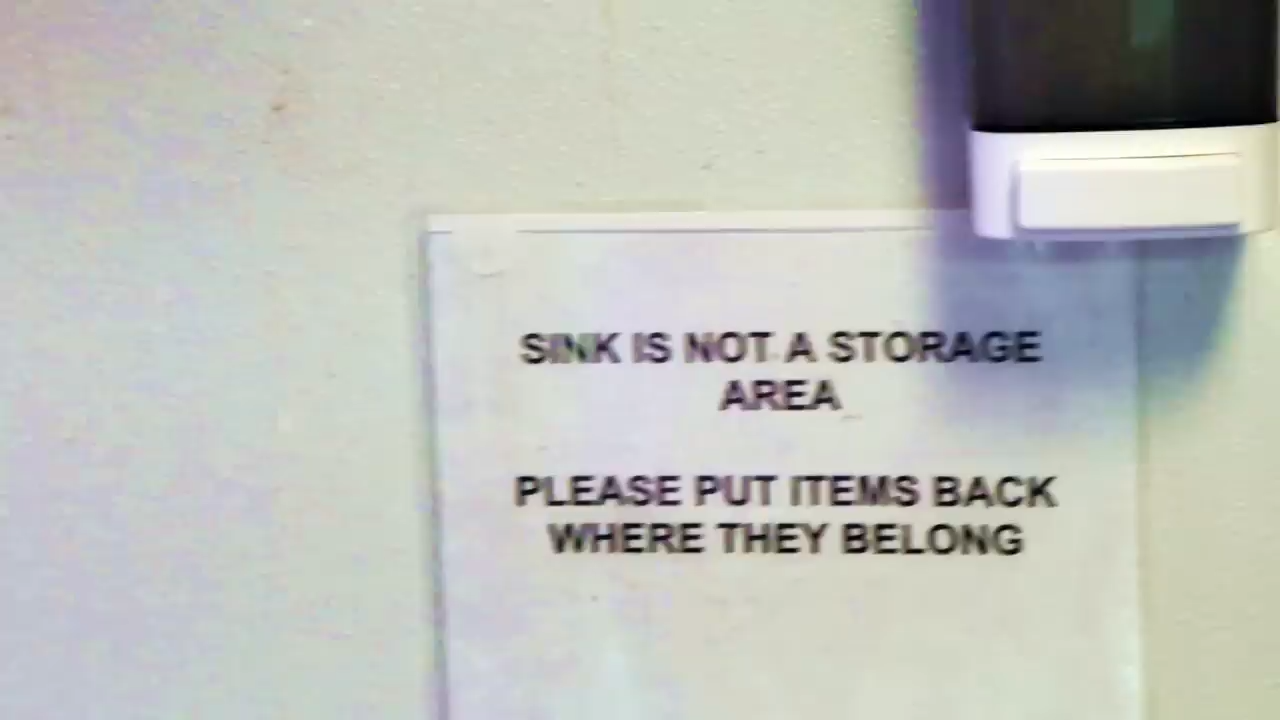 SINK IS NOT A STORAGE
AREA
PLEASE PUT ITEMS BACK
WHERE THEY BELONG